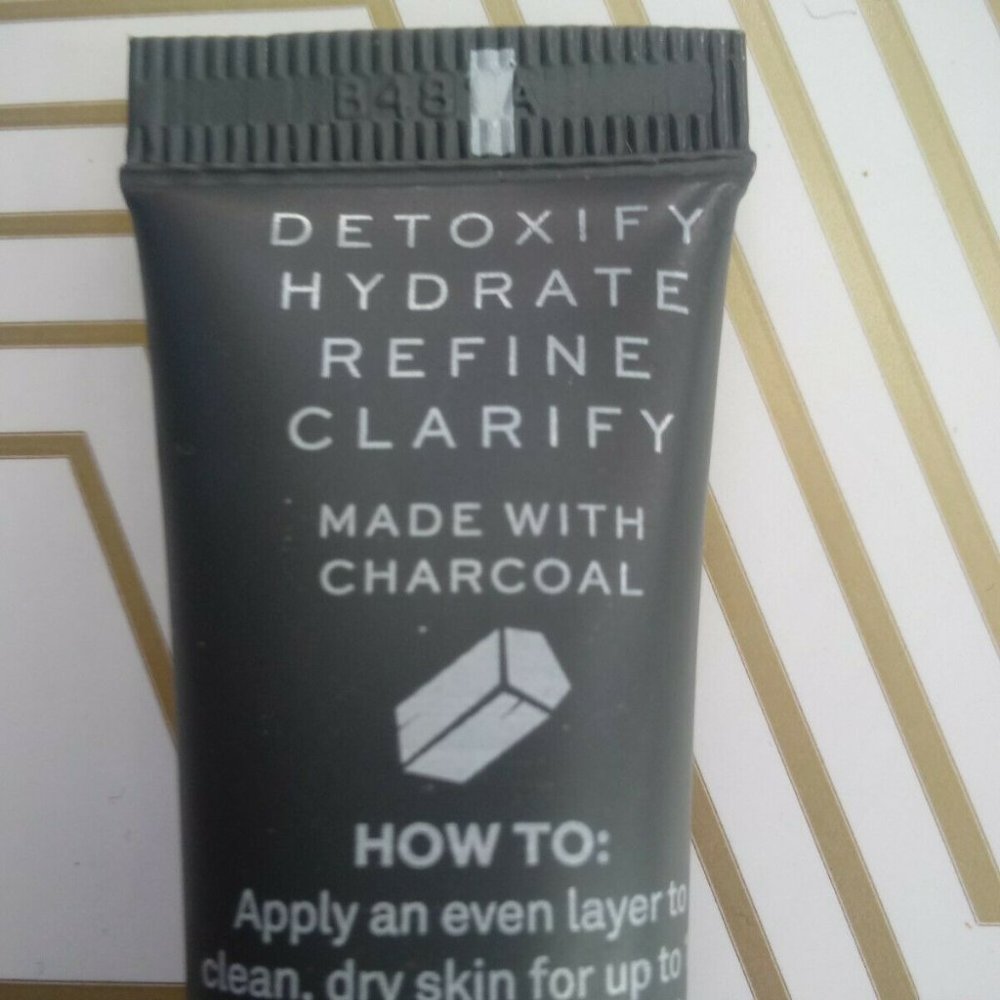 DETOXIFY
HYDRATE
REFINE
CLARIFY
MADE WITH
CHARCOAL
HOW TO:
Apply an even layer to
clean, dry skin for up to